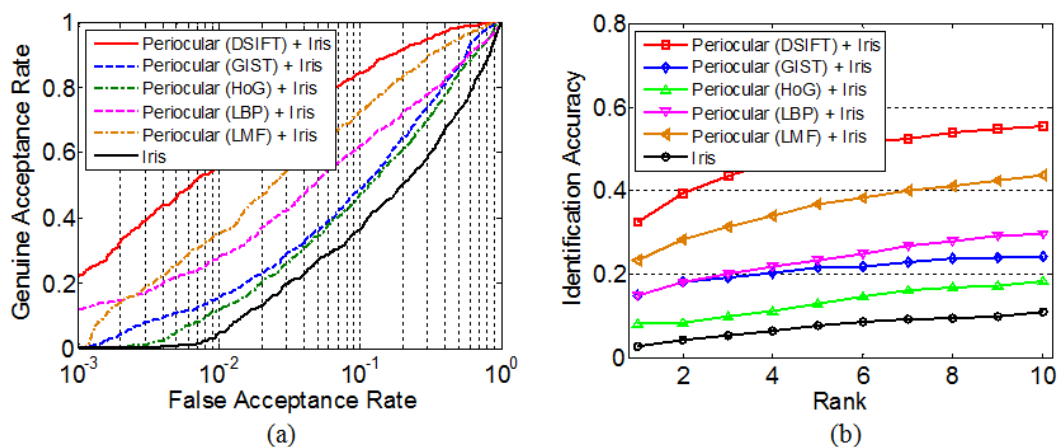 Genuine Acceptance Rate
1
0.8
0.6
0.4
0.2
0
Periocular (DSIFT) + Iris
Periocular (GIST) + Iris
Periocular (HoG) + Iris
Periocular (LBP) + Iris
Periocular (LMF) + Iris
Iris
10⁻³
10⁻²
10⁻¹
10⁰
False Acceptance Rate
(a)
Identification Accuracy
0.8
0.6
0.4
0.2
0
Periocular (DSIFT) + Iris
Periocular (GIST) + Iris
Periocular (HoG) + Iris
Periocular (LBP) + Iris
Periocular (LMF) + Iris
Iris
2
4
6
8
10
Rank
(b)